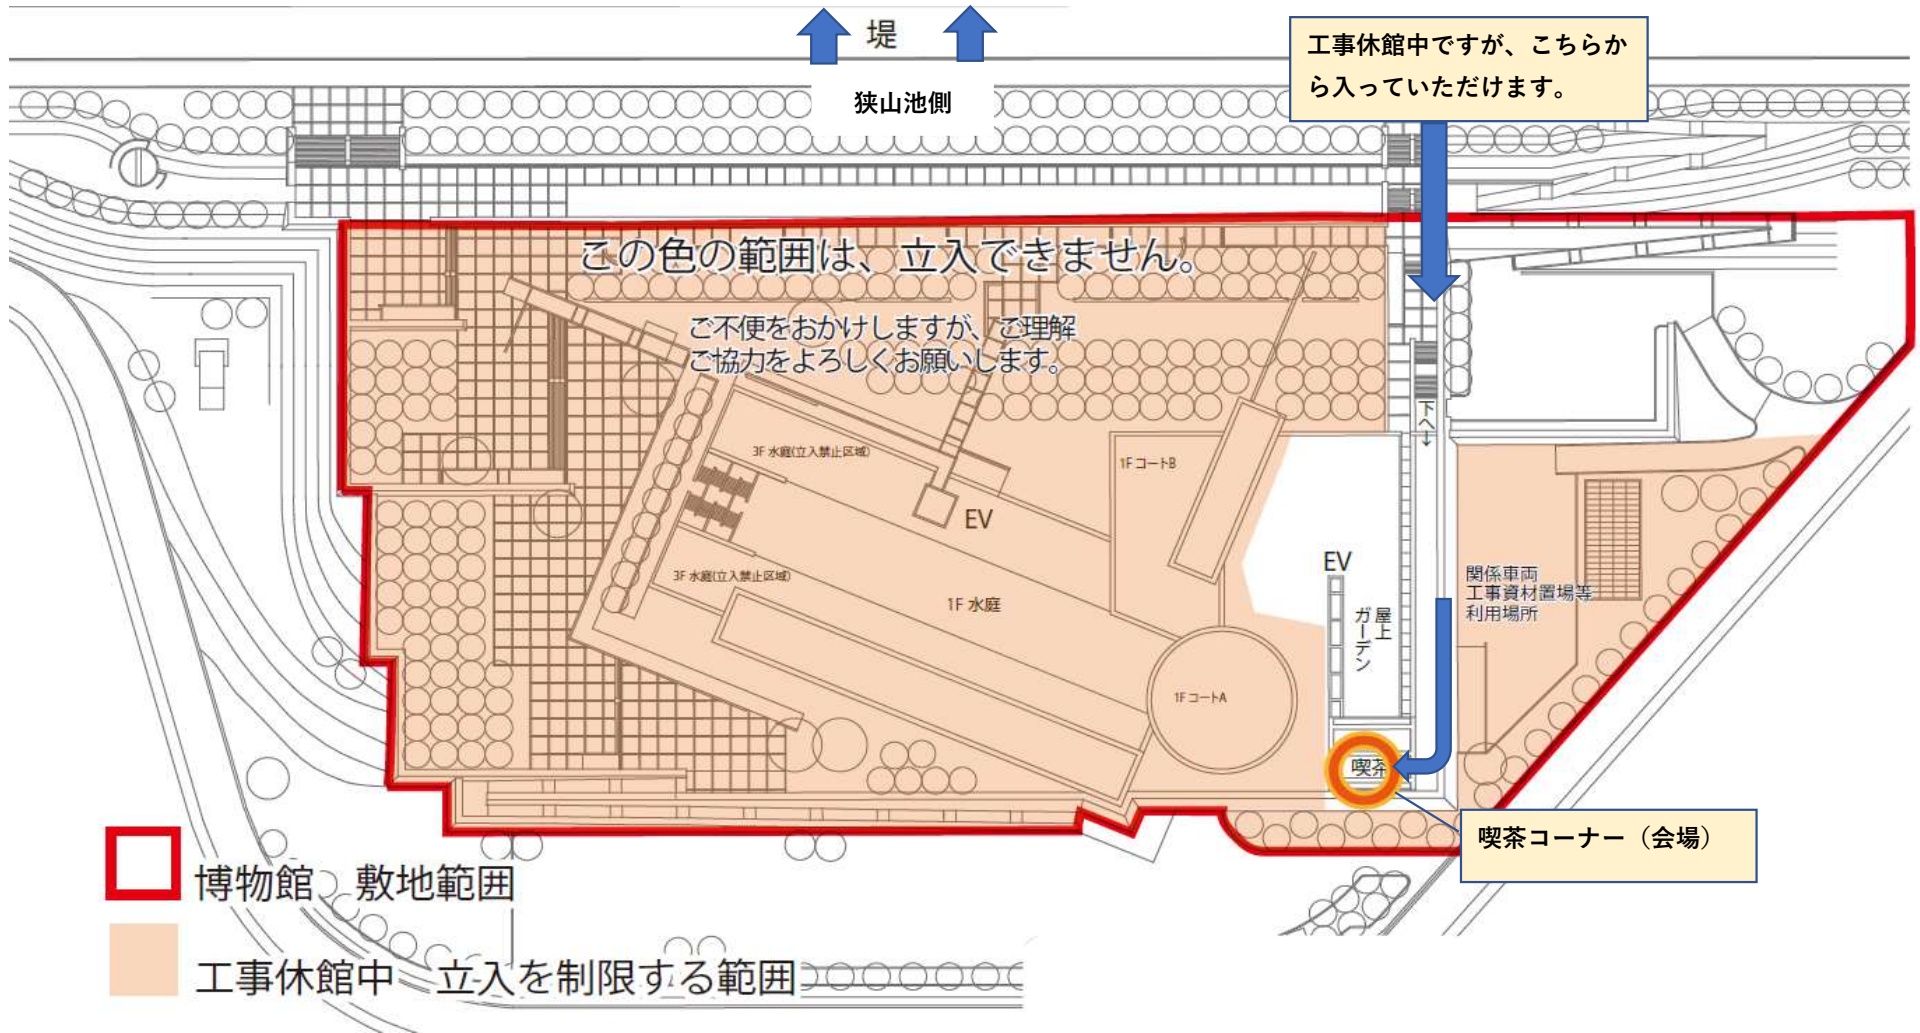 堤
狭山池側
工事休館中ですが、こちらか
ら入っていただけます。
この色の範囲は、立入できません。
ご不便をおかけしますが、ご理解
ご協力をよろしくお願いします。
下へ↓
3F 水庭(立入禁止区域)
1F コートB
EV
3F 水庭(立入禁止区域)
1F 水庭
EV
屋上
ガーデン
関係車両
工事資材置場等
利用場所
1F コートA
喫茶
喫茶コーナー（会場）
博物館 敷地範囲
工事休館中 立入を制限する範囲